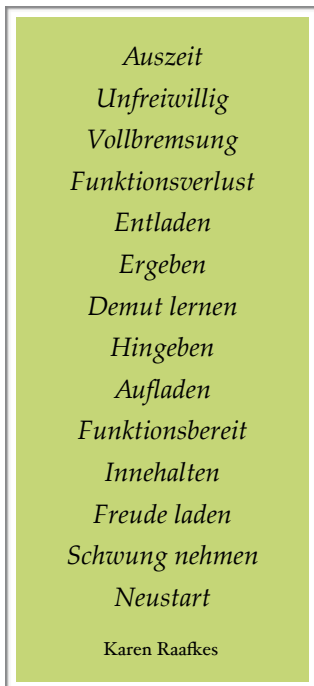 Auszeit
Unfreiwillig
Vollbremsung
Funktionsverlust
Entladen
Ergeben
Demut lernen
Hingeben
Aufladen
Funktionsbereit
Innehalten
Freude laden
Schwung nehmen
Neustart
Karen Raafkes